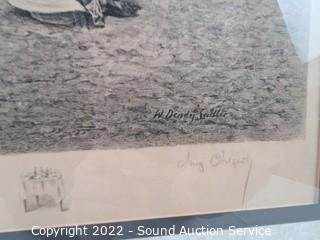 W Dendy Sadler
Copyright 2022 - Sound Auction Service